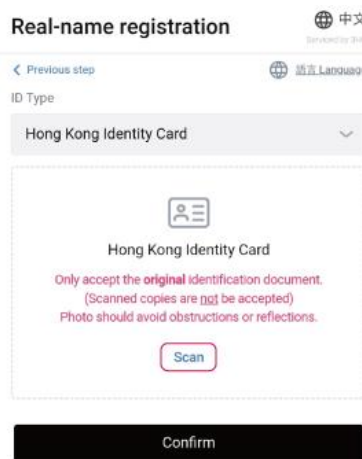 Real-name registration
中文
Previous step
語言 Language
ID Type
Hong Kong Identity Card
Hong Kong Identity Card
Only accept the original identification document.
(Scanned copies are not be accepted)
Photo should avoid obstructions or reflections.
Scan
Confirm